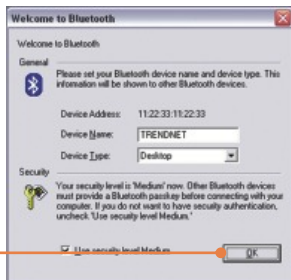 Welcome to Bluetooth
Welcome to Bluetooth
General
Please set your Bluetooth device name and device type. This
information will be shown to other Bluetooth devices.
Device Address: 11:22:33:11:22:33
Device Name: TRENDNET
Device Type: Desktop
Security
Your security level is 'Medium' now. Other Bluetooth devices
must provide a Bluetooth passkey before connecting with your
computer. If you do not want to have security authentication,
uncheck 'Use security level Medium.'
Use security level Medium
OK